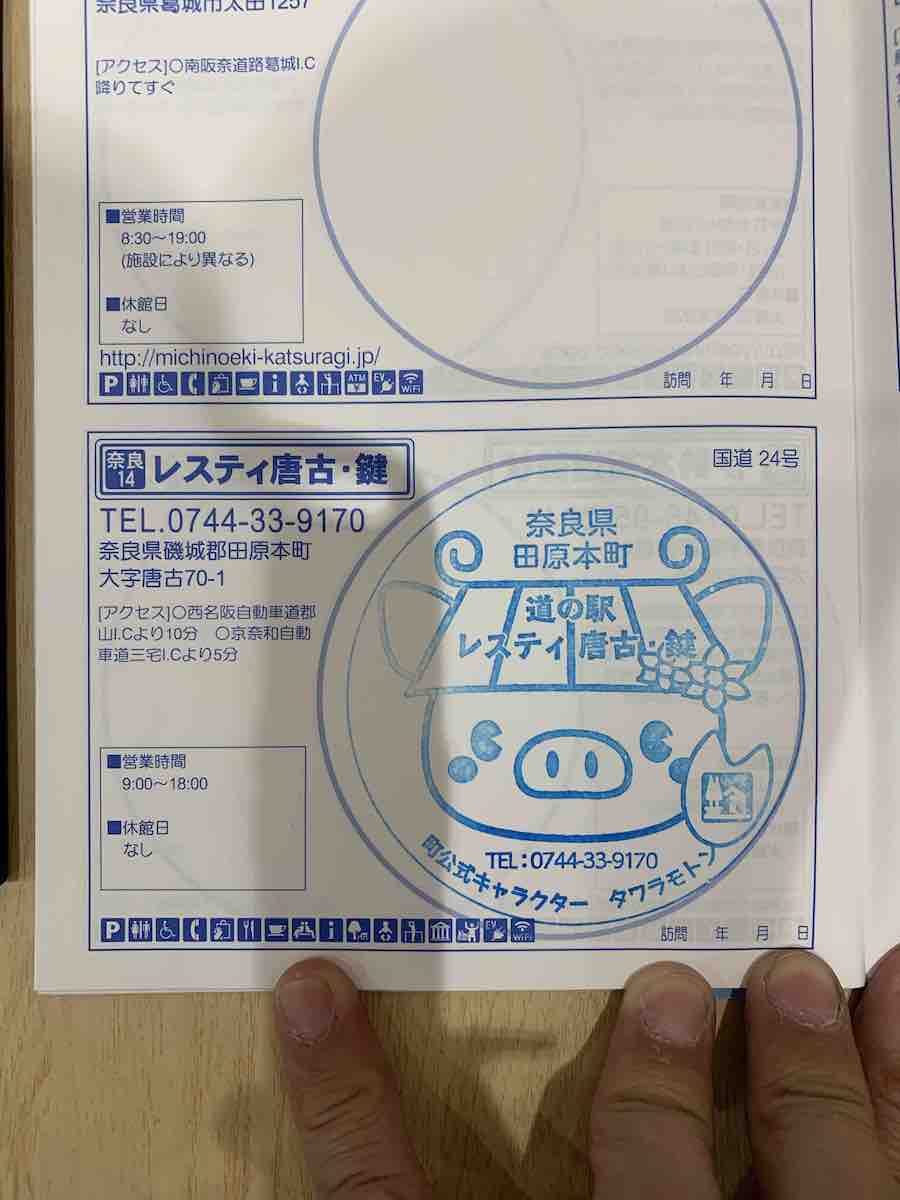 奈良県葛城市太田1257
[アクセス]○南阪奈道路葛城I.C
降りてすぐ
■営業時間
8:30〜19:00
(施設により異なる)
■休館日
なし
http://michinoeki-katsuragi.jp/
P i ATM EV WiFi
訪問 年 月 日
奈良
14
レスティ唐古・鍵
国道 24号
TEL.0744-33-9170
奈良県磯城郡田原本町
大字唐古70-1
[アクセス]○西名阪自動車道郡
山I.Cより10分 ○京奈和自動
車道三宅I.Cより5分
■営業時間
9:00〜18:00
■休館日
なし
奈良県
田原本町
道の駅
レスティ 唐古・鍵
TEL:0744-33-9170
町公式キャラクター タワラモトン
P i EV WiFi
訪問 年 月 日